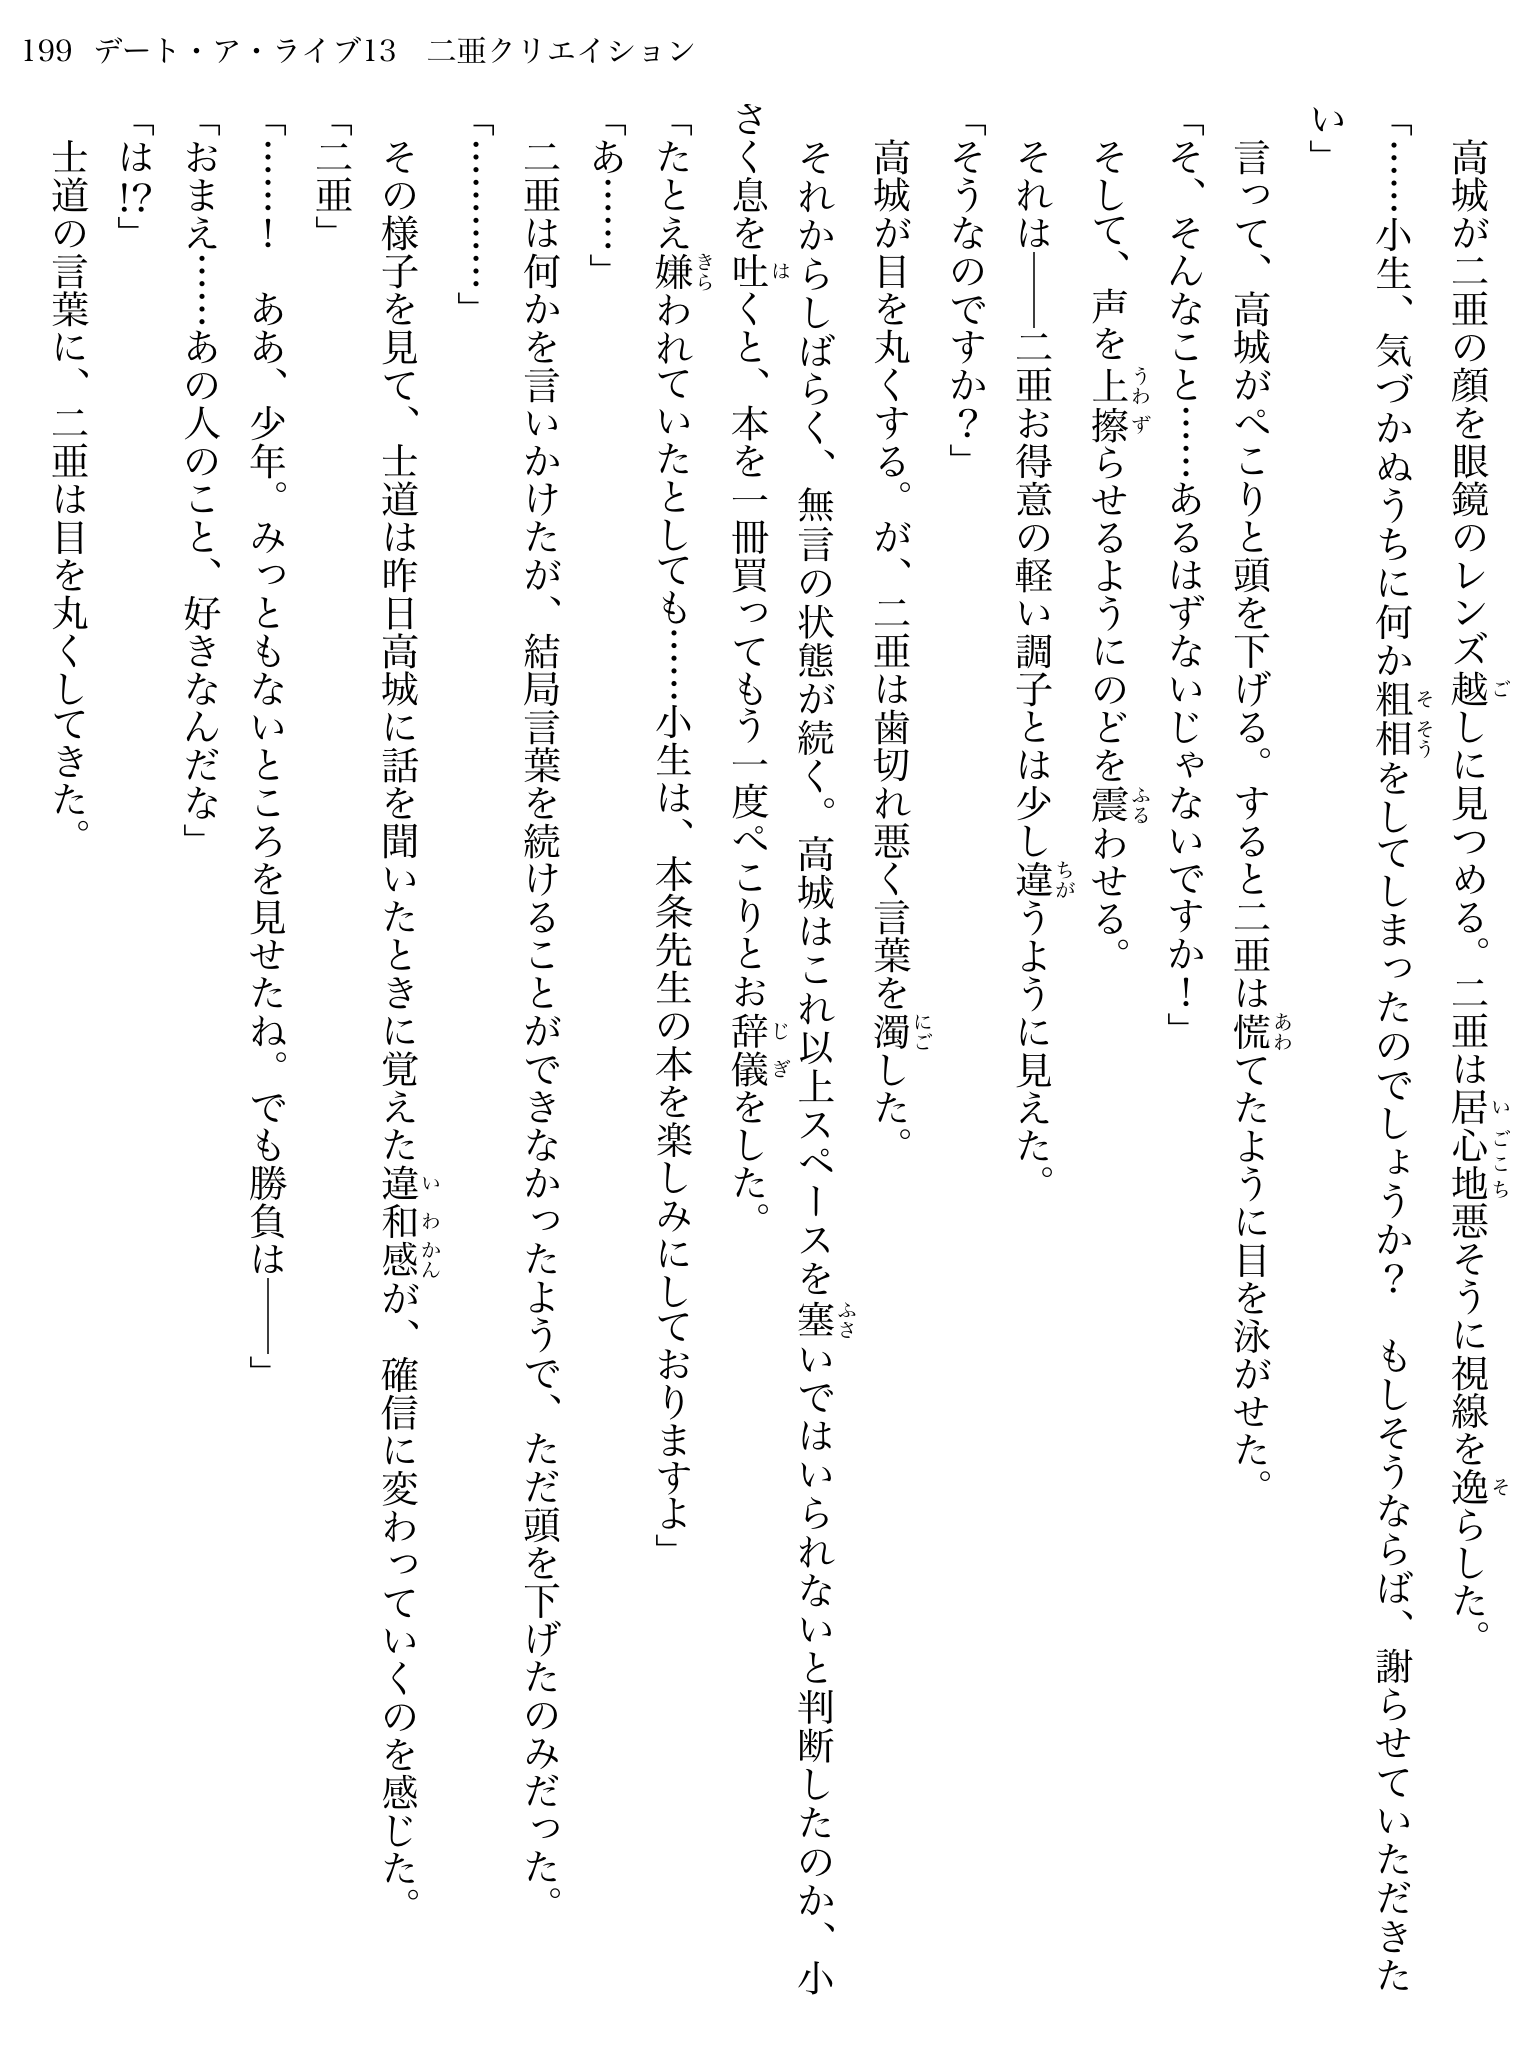 199 デート・ア・ライブ13　二亜クリエイション
　高城が二亜の顔を眼鏡のレンズ越しに見つめる。二亜は居心地悪そうに視線を逸らした。
「……小生、気づかぬうちに何か粗相をしてしまったのでしょうか？　もしそうならば、謝らせていただきた
い」
　言って、高城がぺこりと頭を下げる。すると二亜は慌てたように目を泳がせた。
「そ、そんなこと……あるはずないじゃないですか！」
　そして、声を上擦らせるようにのどを震わせる。
　それは――二亜お得意の軽い調子とは少し違うように見えた。
「そうなのですか？」
　高城が目を丸くする。が、二亜は歯切れ悪く言葉を濁した。
　それからしばらく、無言の状態が続く。高城はこれ以上スペースを塞いではいられないと判断したのか、小
さく息を吐くと、本を一冊買ってもう一度ぺこりとお辞儀をした。
「たとえ嫌われていたとしても……小生は、本条先生の本を楽しみにしておりますよ」
「あ……」
　二亜は何かを言いかけたが、結局言葉を続けることができなかったようで、ただ頭を下げたのみだった。
「…………」
　その様子を見て、士道は昨日高城に話を聞いたときに覚えた違和感が、確信に変わっていくのを感じた。
「二亜」
「……！　ああ、少年。みっともないところを見せたね。でも勝負は――」
「おまえ……あの人のこと、好きなんだな」
「は!?」
　士道の言葉に、二亜は目を丸くしてきた。